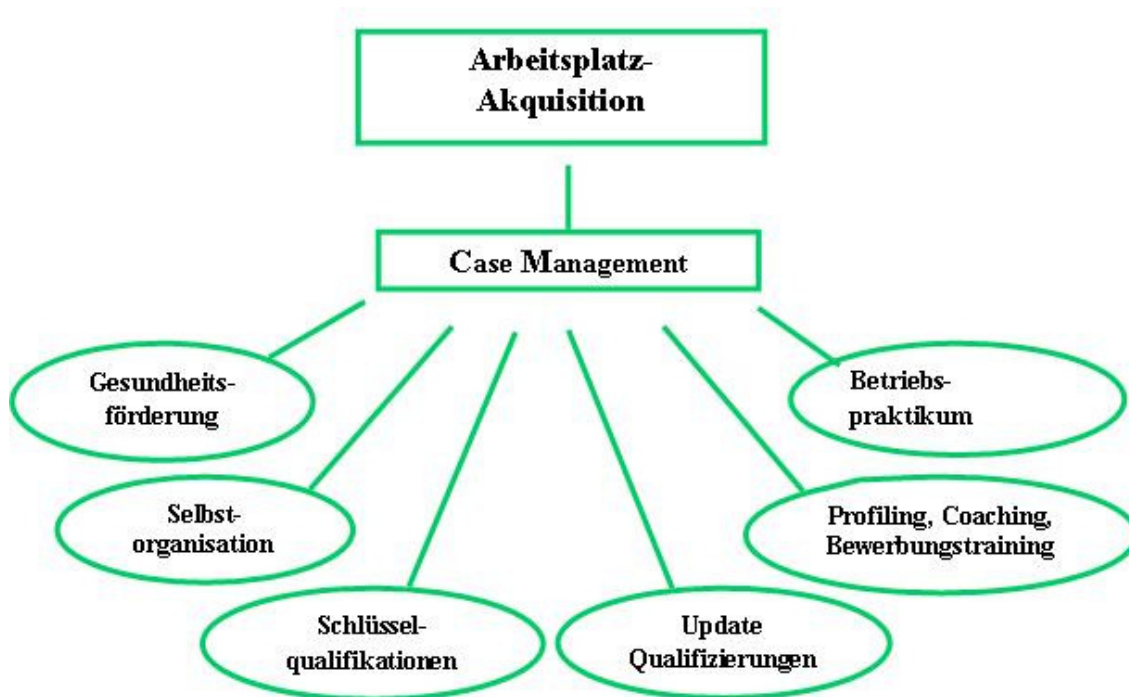 Arbeitsplatz-
Akquisition
Case Management
Gesundheits-
förderung
Betriebs-
praktikum
Selbst-
organisation
Profiling, Coaching,
Bewerbungstraining
Schlüssel-
qualifikationen
Update
Qualifizierungen